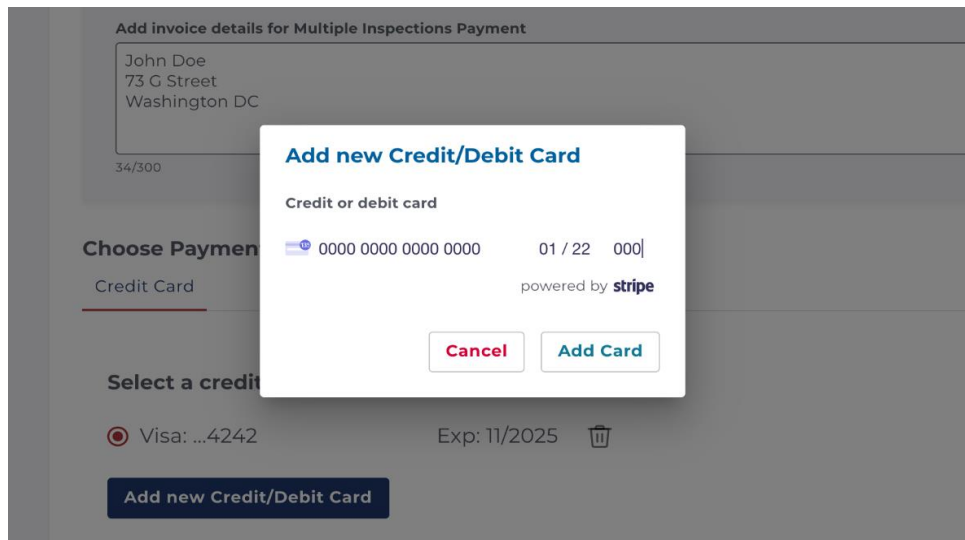 Add invoice details for Multiple Inspections Payment
John Doe
73 G Street
Washington DC
34/300
Add new Credit/Debit Card
Credit or debit card
0000 0000 0000 0000 01 / 22 000
powered by stripe
Cancel Add Card
Choose Paymen
Credit Card
Select a credit
Visa: ...4242 Exp: 11/2025
Add new Credit/Debit Card